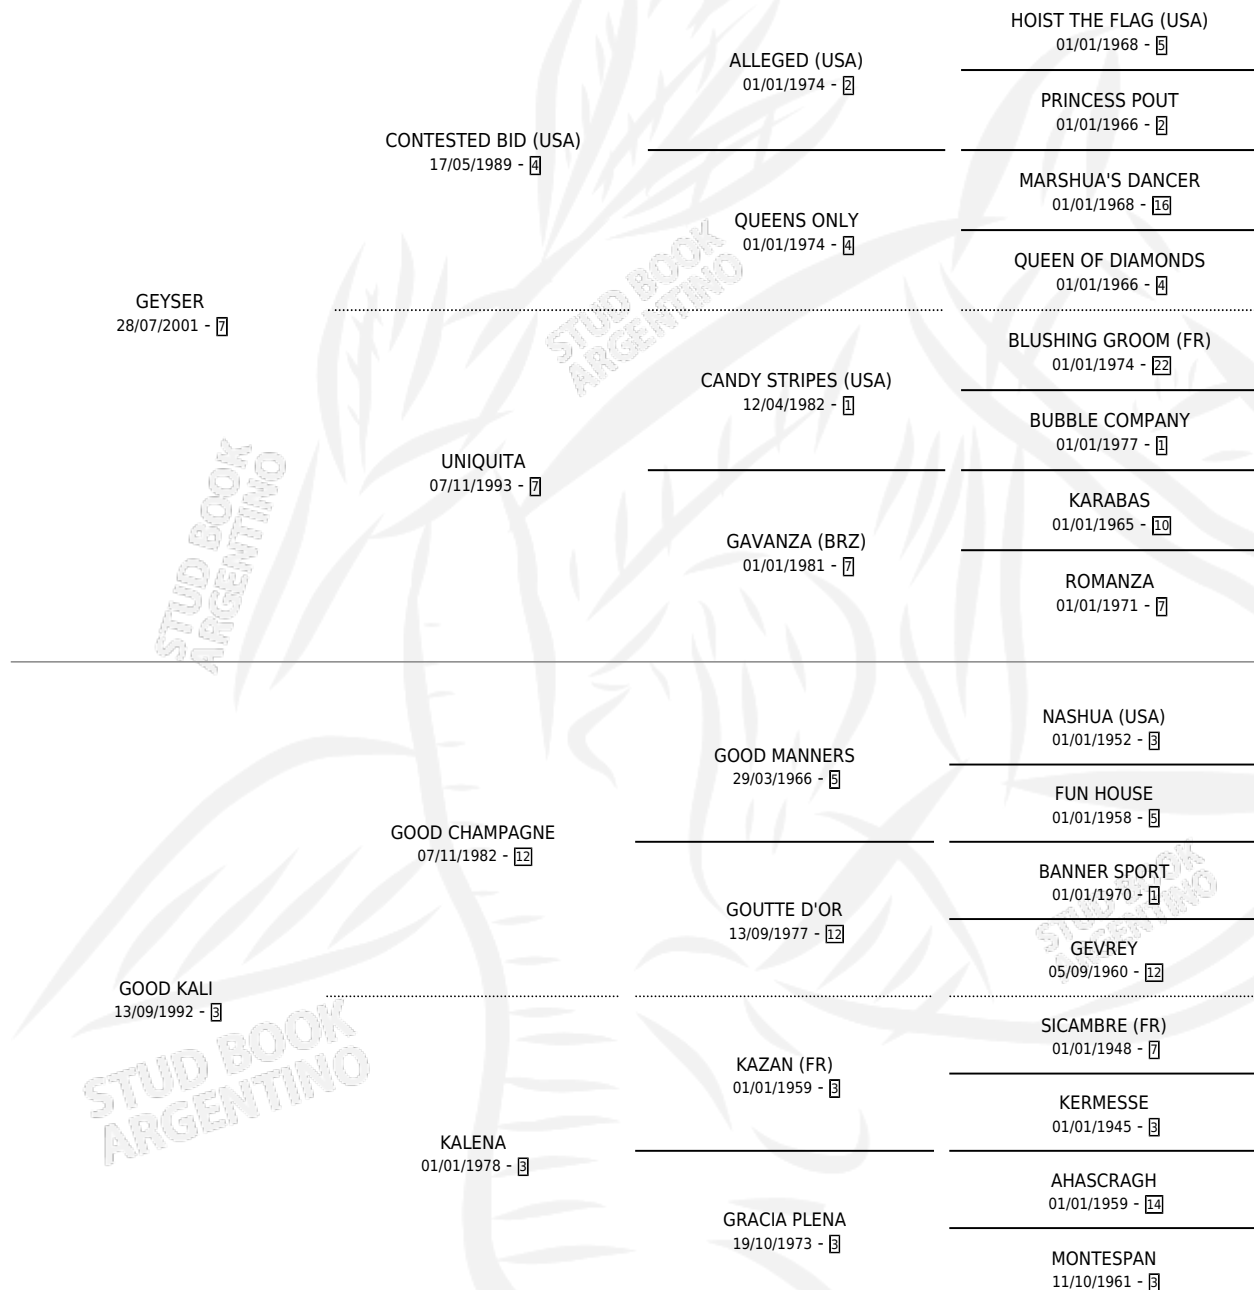 HOIST THE FLAG (USA)
01/01/1968 - 5
ALLEGED (USA)
01/01/1974 - 2
PRINCESS POUT
01/01/1966 - 2
CONTESTED BID (USA)
17/05/1989 - 4
MARSHUA'S DANCER
01/01/1968 - 16
QUEENS ONLY
01/01/1974 - 4
QUEEN OF DIAMONDS
01/01/1966 - 4
GEYSER
28/07/2001 - 7
BLUSHING GROOM (FR)
01/01/1974 - 22
CANDY STRIPES (USA)
12/04/1982 - 1
BUBBLE COMPANY
01/01/1977 - 1
UNIQUITA
07/11/1993 - 7
KARABAS
01/01/1965 - 10
GAVANZA (BRZ)
01/01/1981 - 7
ROMANZA
01/01/1971 - 7
STUD BOOK
ARGENTINO
STUD BOOK
ARGENTINO
NASHUA (USA)
01/01/1952 - 3
GOOD MANNERS
29/03/1966 - 5
FUN HOUSE
01/01/1958 - 5
GOOD CHAMPAGNE
07/11/1982 - 12
BANNER SPORT
01/01/1970 - 1
GOUTTE D'OR
13/09/1977 - 12
GEVREY
05/09/1960 - 12
STUD BOOK
ARGENTINO
GOOD KALI
13/09/1992 - 3
SICAMBRE (FR)
01/01/1948 - 7
KAZAN (FR)
01/01/1959 - 3
KERMESSE
01/01/1945 - 3
STUD BOOK
ARGENTINO
KALENA
01/01/1978 - 3
AHASCRAGH
01/01/1959 - 14
GRACIA PLENA
19/10/1973 - 3
MONTESPAN
11/10/1961 - 3